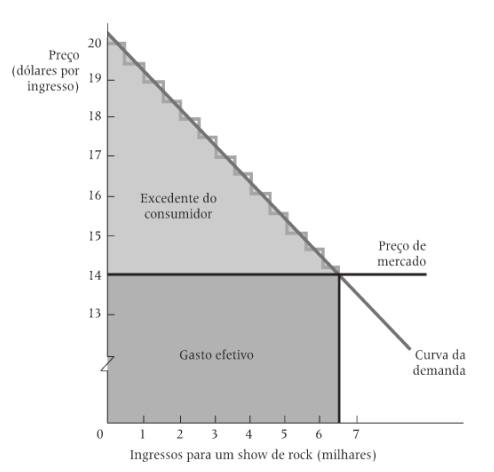 Preço
(dólares por
ingresso)
20
19
18
17
16
15
14
13
Excedente do
consumidor
Preço de
mercado
Gasto efetivo
Curva da
demanda
0 1 2 3 4 5 6 7
Ingressos para um show de rock (milhares)